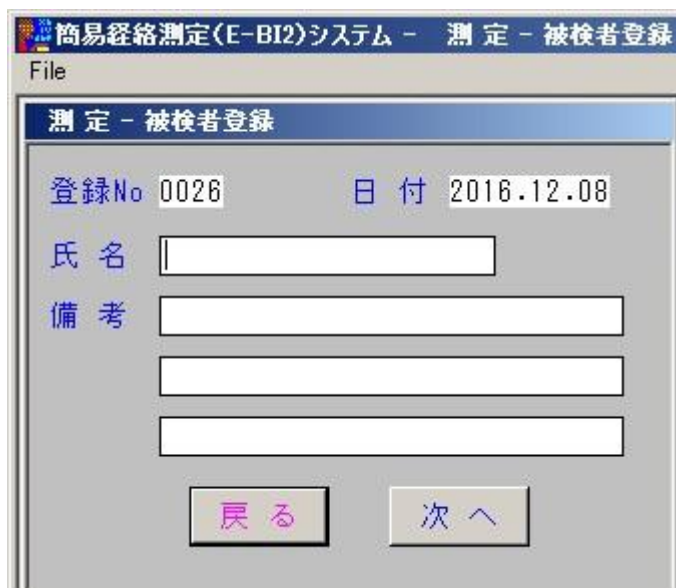 簡易経絡測定(E-BI2)システム - 測 定 - 被検者登録
File
測 定 - 被検者登録
登録No 0026 日 付 2016.12.08
氏 名
備 考
戻 る 次 へ